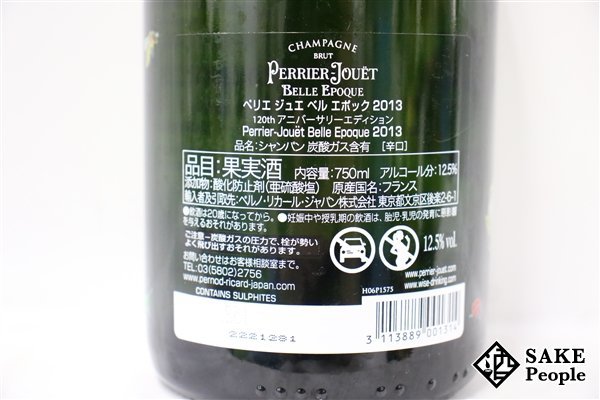 CHAMPAGNE
BRUT
PERRIER-JOUËT
BELLE EPOQUE
ペリエ ジュエ ベル エポック 2013
120th アニバーサリーエディション
Perrier-Jouët Belle Epoque 2013
品名:シャンパン 炭酸ガス含有 [辛口]
品目:果実酒 内容量:750ml アルコール分:12.5%
添加物:酸化防止剤(亜硫酸塩) 原産国名:フランス
輸入者及引取先:ペルノ・リカール・ジャパン株式会社 東京都文京区後楽2-6-1
●飲酒は20歳になってから。 ●妊娠中や授乳期の飲酒は、胎児・乳児の発育に悪影響
を与えるおそれがあります。
ご注意−炭酸ガスの圧力で、栓が勢い
よく飛び出すおそれがあります。
お問い合わせはお客様相談室まで。
TEL:03(5802)2756
www.pernod-ricard-japan.com
CONTAINS SULPHITES
12.5% vol.
www.perrier-jouet.com
www.wise-drinking.com
H06P1575
3 113889 001314
2221281
SAKE
People